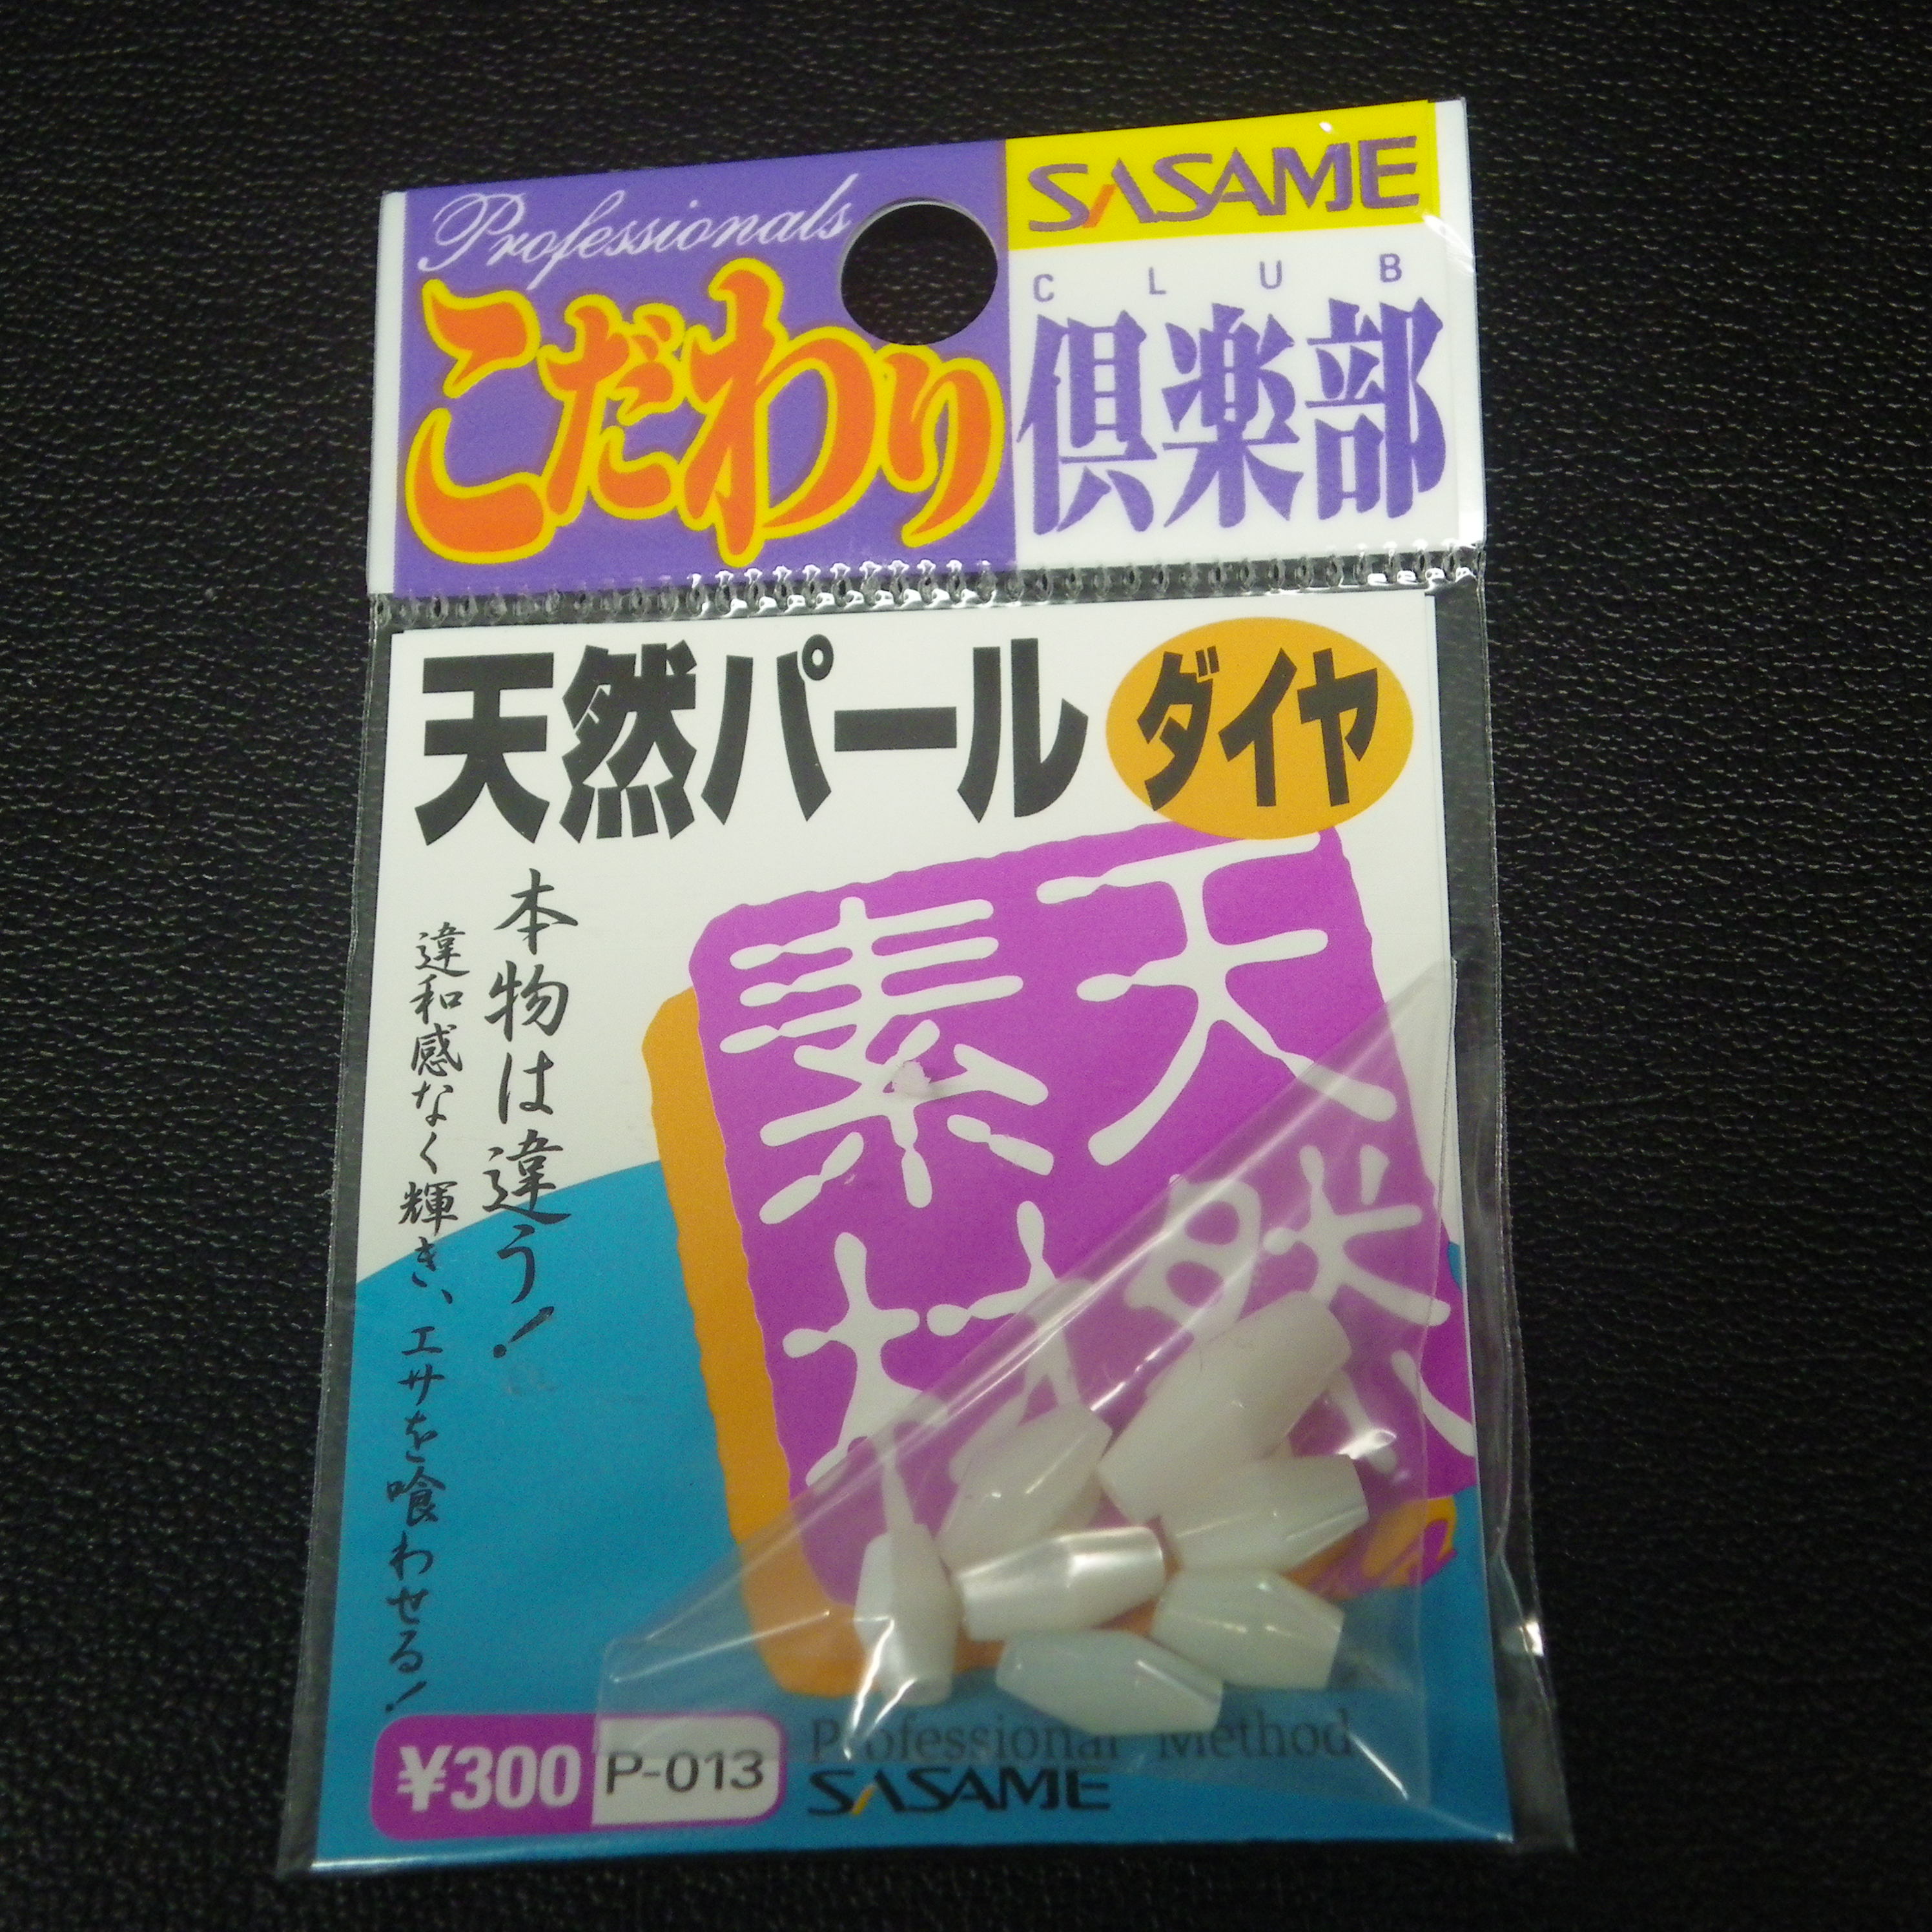 Professionals
こだわり
SASAME
CLUB
倶楽部
天然パール
ダイヤ
本物は違う!
違和感なく輝き、エサを喰わせる!
天然
素材
¥300
P-013
Professional Method
SASAME